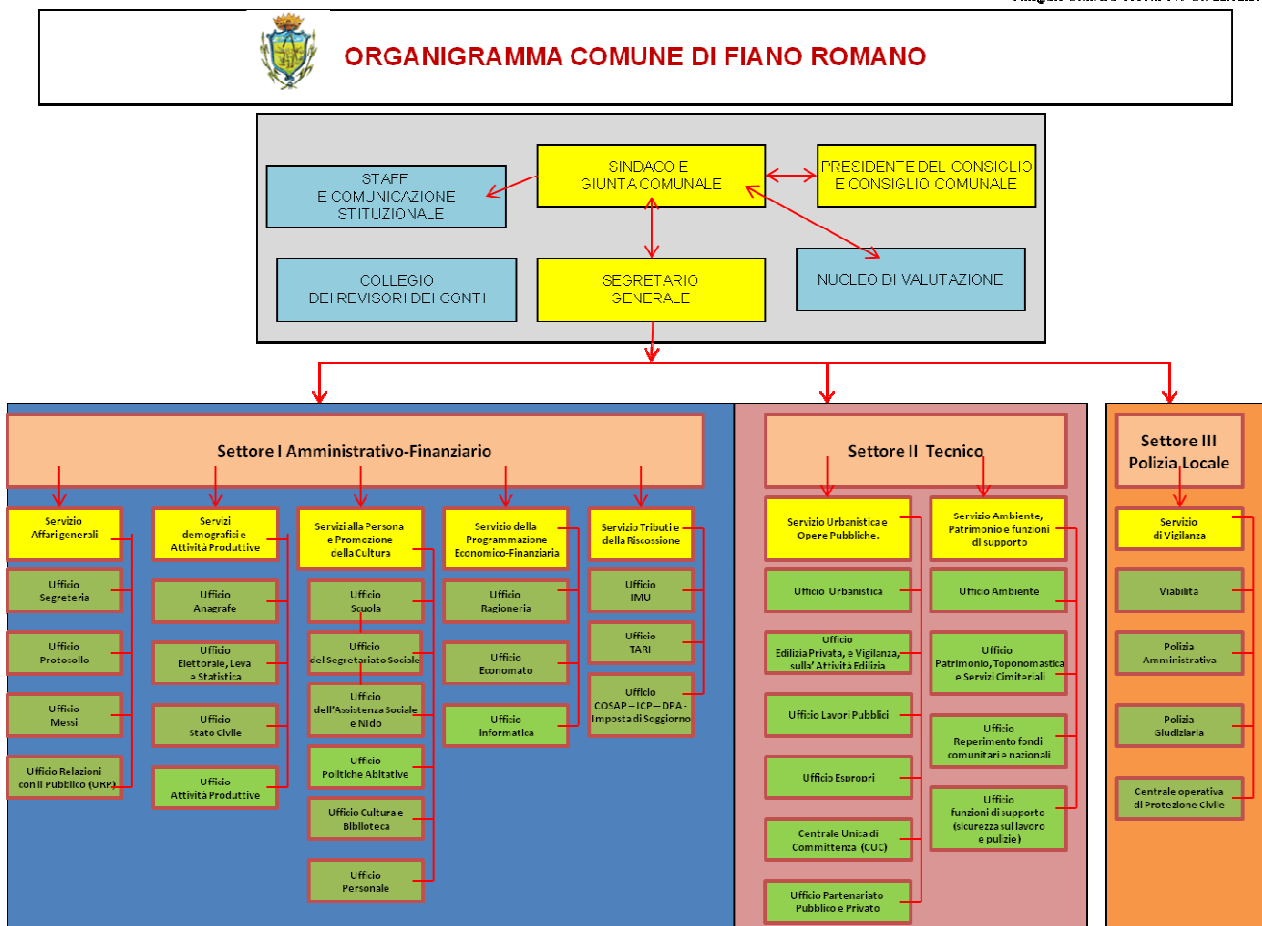 ORGANIGRAMMA COMUNE DI FIANO ROMANO
STAFF
E COMUNICAZIONE
ISTITUZIONALE
SINDACO E
GIUNTA COMUNALE
PRESIDENTE DEL CONSIGLIO
E CONSIGLIO COMUNALE
COLLEGIO
DEI REVISORI DEI CONTI
SEGRETARIO
GENERALE
NUCLEO DI VALUTAZIONE
Settore I Amministrativo-Finanziario
Servizio
Affari generali
Ufficio
Segreteria
Ufficio
Protocollo
Ufficio
Messi
Ufficio Relazioni
con il Pubblico (URP)
Servizi
demografici e
Attività Produttive
Ufficio
Anagrafe
Ufficio
Elettorale, Leva
e Statistica
Ufficio
Stato Civile
Ufficio
Attività Produttive
Servizi alla Persona
e Promozione
della Cultura
Ufficio
Scuola
Ufficio
del Segretariato Sociale
Ufficio
dell'Assistenza Sociale
e Nido
Ufficio
Politiche Abitative
Ufficio Cultura e
Biblioteca
Ufficio
Personale
Servizio della
Programmazione
Economico-Finanziaria
Ufficio
Ragioneria
Ufficio
Economato
Ufficio
Informatica
Servizio Tributi e
della Riscossione
Ufficio
IMU
Ufficio
TARI
Ufficio
COSAP – ICP – DPA -
Imposta di Soggiorno
Settore II Tecnico
Servizio Urbanistica e
Opere Pubbliche.
Ufficio Urbanistica
Ufficio
Edilizia Privata, e Vigilanza,
sulla' Attività Edilizia
Ufficio Lavori Pubblici
Ufficio Espropri
Centrale Unica di
Committenza (CUC)
Ufficio Partenariato
Pubblico e Privato
Servizio Ambiente,
Patrimonio e funzioni
di supporto
Ufficio Ambiente
Ufficio
Patrimonio, Toponomastica
e Servizi Cimiteriali
Ufficio
Reperimento fondi
comunitari e nazionali
Ufficio
funzioni di supporto
(sicurezza sul lavoro
e pulizie)
Settore III
Polizia Locale
Servizio
di Vigilanza
Viabilità
Polizia
Amministrativa
Polizia
Giudiziaria
Centrale operativa
di Protezione Civile